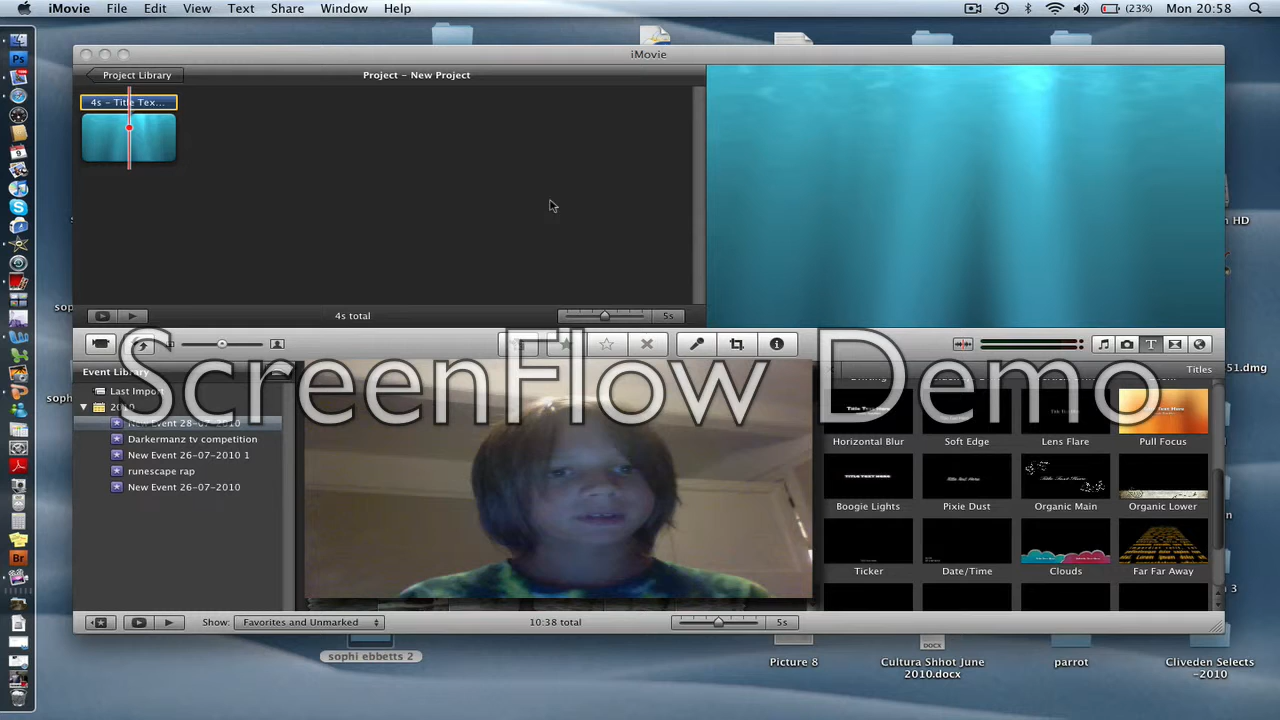 iMovie File Edit View Text Share Window Help (23%) Mon 20:58
iMovie
Project Library Project - New Project
4s - Title Tex...
4s total 5s
ScreenFlow Demo
Event Library Titles
Last Import
New Event 28-07-2010
Darkermanz tv competition
New Event 26-07-2010 1
runescape rap
New Event 26-07-2010
Horizontal Blur Soft Edge Lens Flare Pull Focus
Boogie Lights Pixie Dust Organic Main Organic Lower
Ticker Date/Time Clouds Far Far Away
Show: Favorites and Unmarked 10:38 total 5s
sophi ebbetts 2
Picture 8
Cultura Shhot June
2010.docx
parrot
Cliveden Selects
-2010
HD
51.dmg